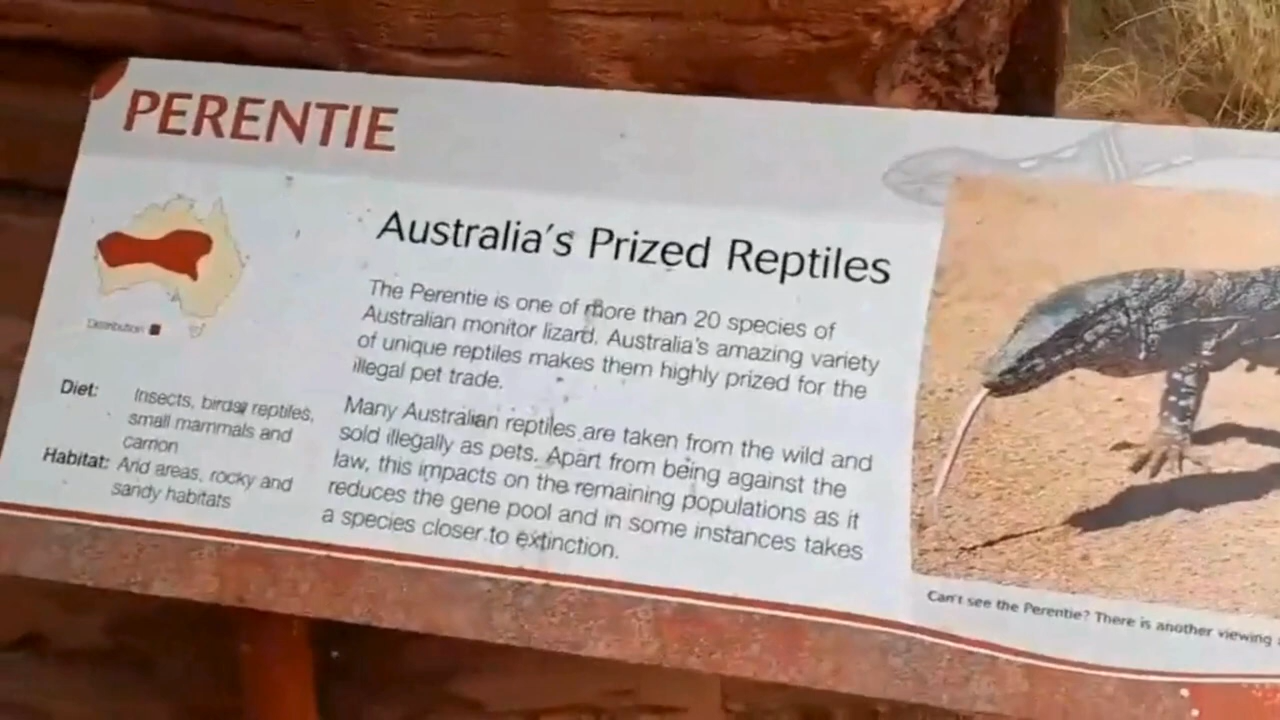 PERENTIE
Australia's Prized Reptiles
The Perentie is one of more than 20 species of
Australian monitor lizard. Australia's amazing variety
of unique reptiles makes them highly prized for the
illegal pet trade.
Many Australian reptiles are taken from the wild and
sold illegally as pets. Apart from being against the
law, this impacts on the remaining populations as it
reduces the gene pool and in some instances takes
a species closer to extinction.
Distribution
Diet: Insects, birds, reptiles,
small mammals and
carrion
Habitat: Arid areas, rocky and
sandy habitats
Can't see the Perentie? There is another viewing